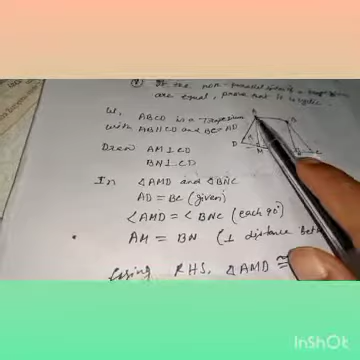 (V) If the non-parallel sides of a trapezium
are equal, prove that it is cyclic.
Let, ABCD is a Trapezium
with AB||CD and BC=AD
Draw AM⊥CD
BN⊥CD
In △AMD and △BNC
AD = BC (given)
∠AMD = ∠BNC (each 90°)
AM = BN (⊥ distance bet
Using RHS, △AMD ≅
A B
D M C
InShOt